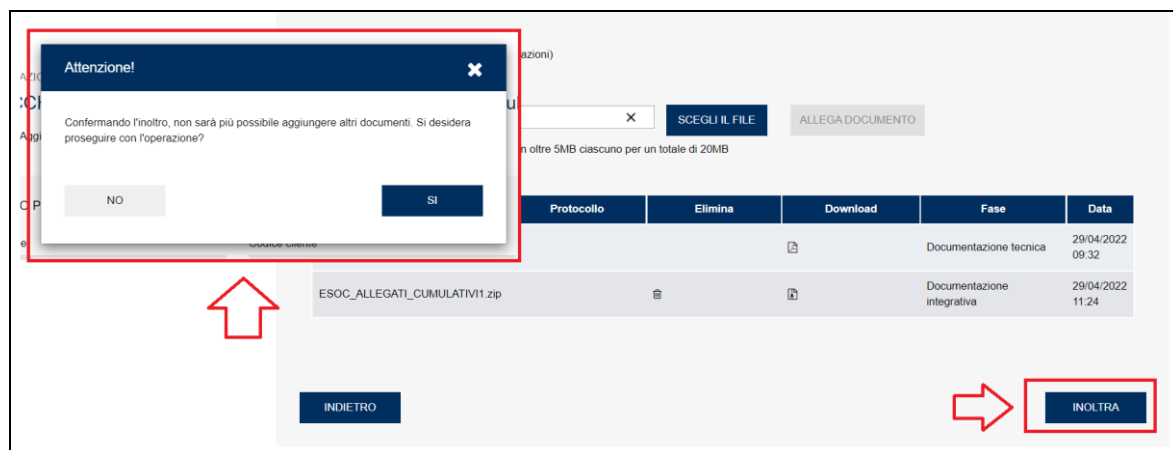 Attenzione!
Confermando l'inoltro, non sarà più possibile aggiungere altri documenti. Si desidera
proseguire con l'operazione?
NO
SI
azioni)
SCEGLI IL FILE
ALLEGA DOCUMENTO
n oltre 5MB ciascuno per un totale di 20MB
Protocollo Elimina Download Fase Data
Codice cliente
Documentazione tecnica
29/04/2022
09:32
ESOC_ALLEGATI_CUMULATIVI1.zip
Documentazione
integrativa
29/04/2022
11:24
INDIETRO
INOLTRA